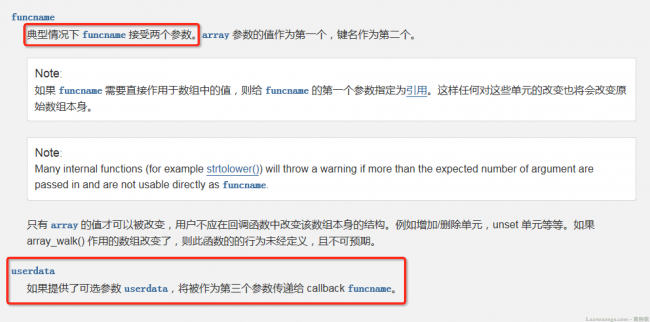 funcname
典型情况下 funcname 接受两个参数。array 参数的值作为第一个，键名作为第二个。
Note:
如果 funcname 需要直接作用于数组中的值，则给 funcname 的第一个参数指定为引用。这样任何对这些单元的改变也将会改变原
始数组本身。
Note:
Many internal functions (for example strtolower()) will throw a warning if more than the expected number of argument are
passed in and are not usable directly as funcname.
只有 array 的值才可以被改变，用户不应在回调函数中改变该数组本身的结构。例如增加/删除单元，unset 单元等等。如果
array_walk() 作用的数组改变了，则此函数的的行为未经定义，且不可预期。
userdata
如果提供了可选参数 userdata，将被作为第三个参数传递给 callback funcname。